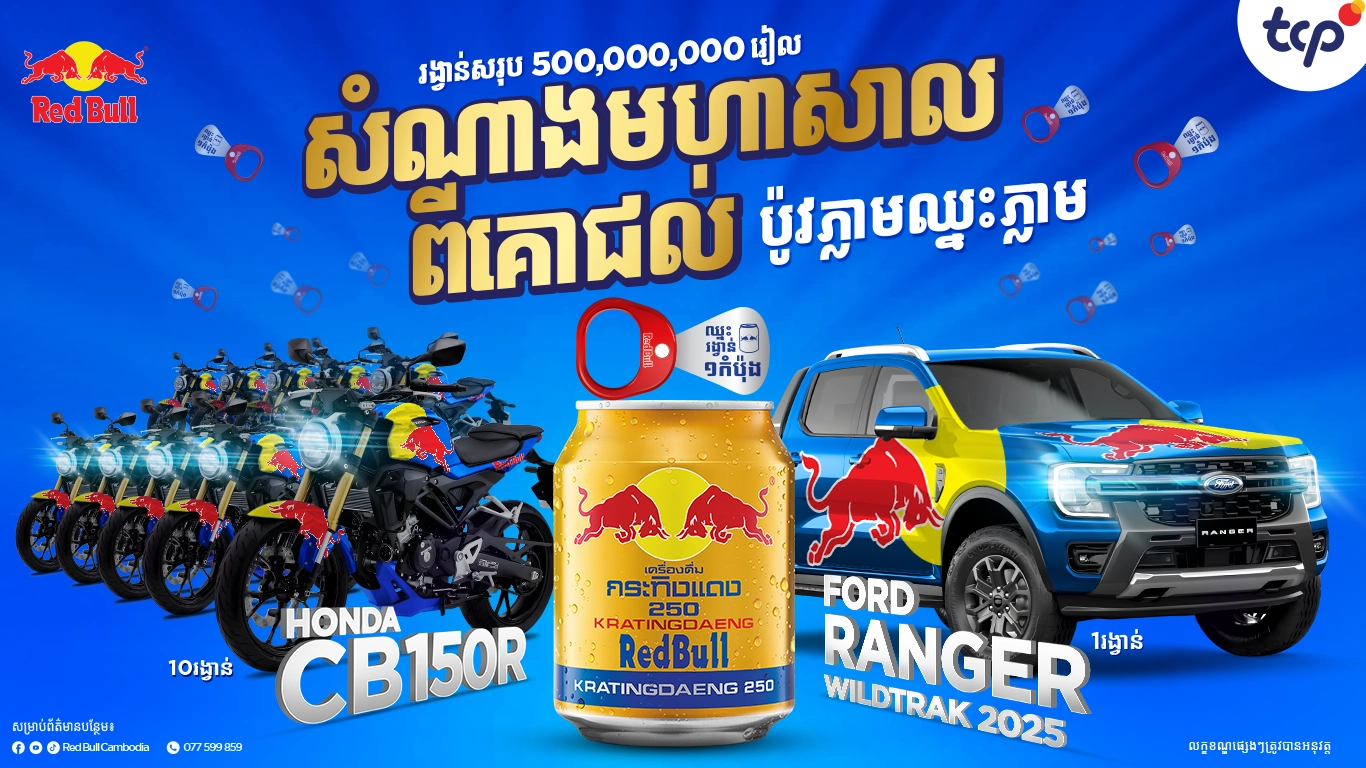 Red Bull
tcp
រង្វាន់សរុប 500,000,000 រៀល
សំណាងមហាសាល
ពីគោជល់ ប៉ូវភ្លាមឈ្នះភ្លាម
RedBull
ឈ្នះ
រង្វាន់
១កំប៉ុង
เครื่องดื่ม
กระทิงแดง
250
KRATINGDAENG
RedBull
KRATINGDAENG 250
HONDA
CB150R
10រង្វាន់
Ford
RANGER
FORD
RANGER
WILDTRAK 2025
1រង្វាន់
សម្រាប់ព័ត៌មានបន្ថែម៖
Red Bull Cambodia 077 599 859
លក្ខខណ្ឌផ្សេងៗត្រូវបានអនុវត្ត